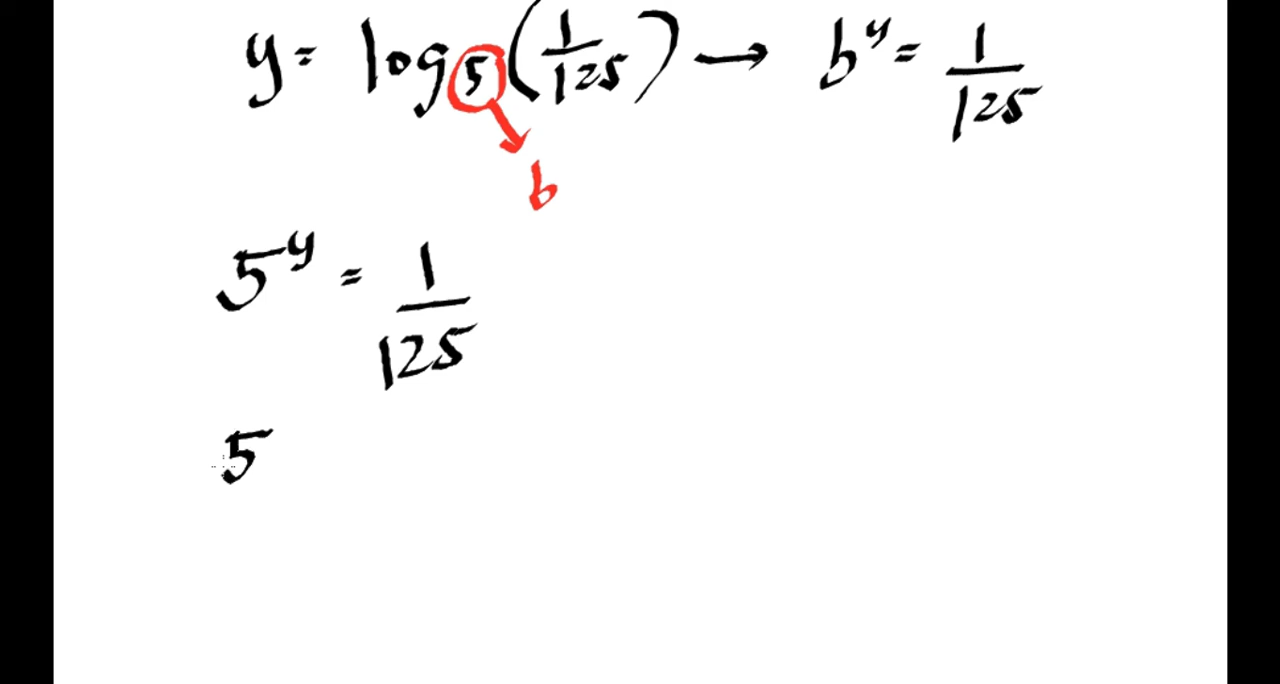 y = log₅(1/125) → b^y = 1/125
b
5^y = 1/125
5